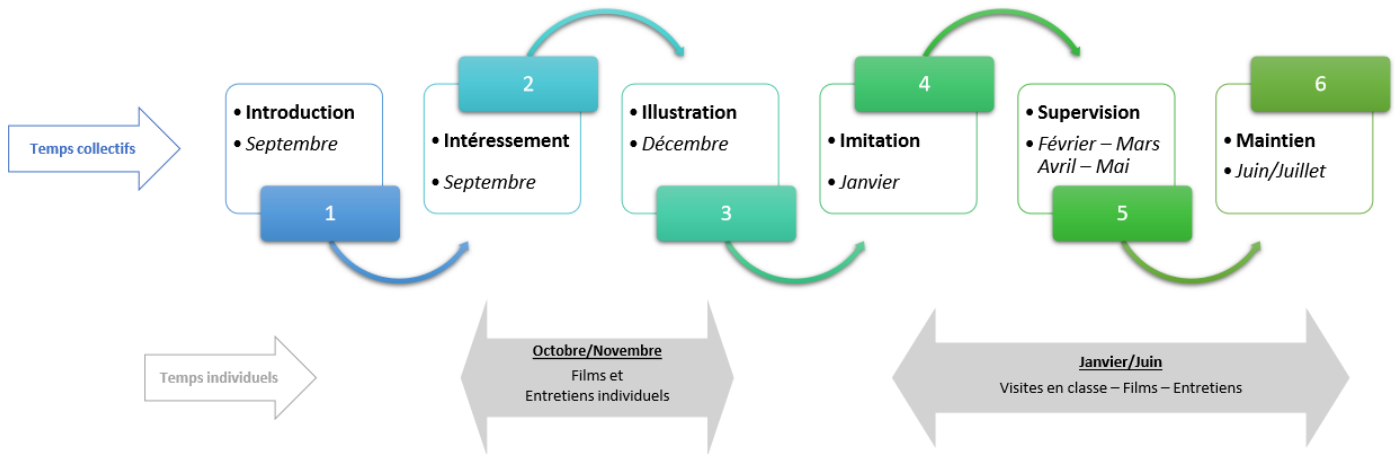 Temps collectifs
1
• Introduction
• Septembre
2
• Intéressement
• Septembre
3
• Illustration
• Décembre
4
• Imitation
• Janvier
5
• Supervision
• Février – Mars
Avril – Mai
6
• Maintien
• Juin/Juillet
Temps individuels
Octobre/Novembre
Films et
Entretiens individuels
Janvier/Juin
Visites en classe – Films – Entretiens